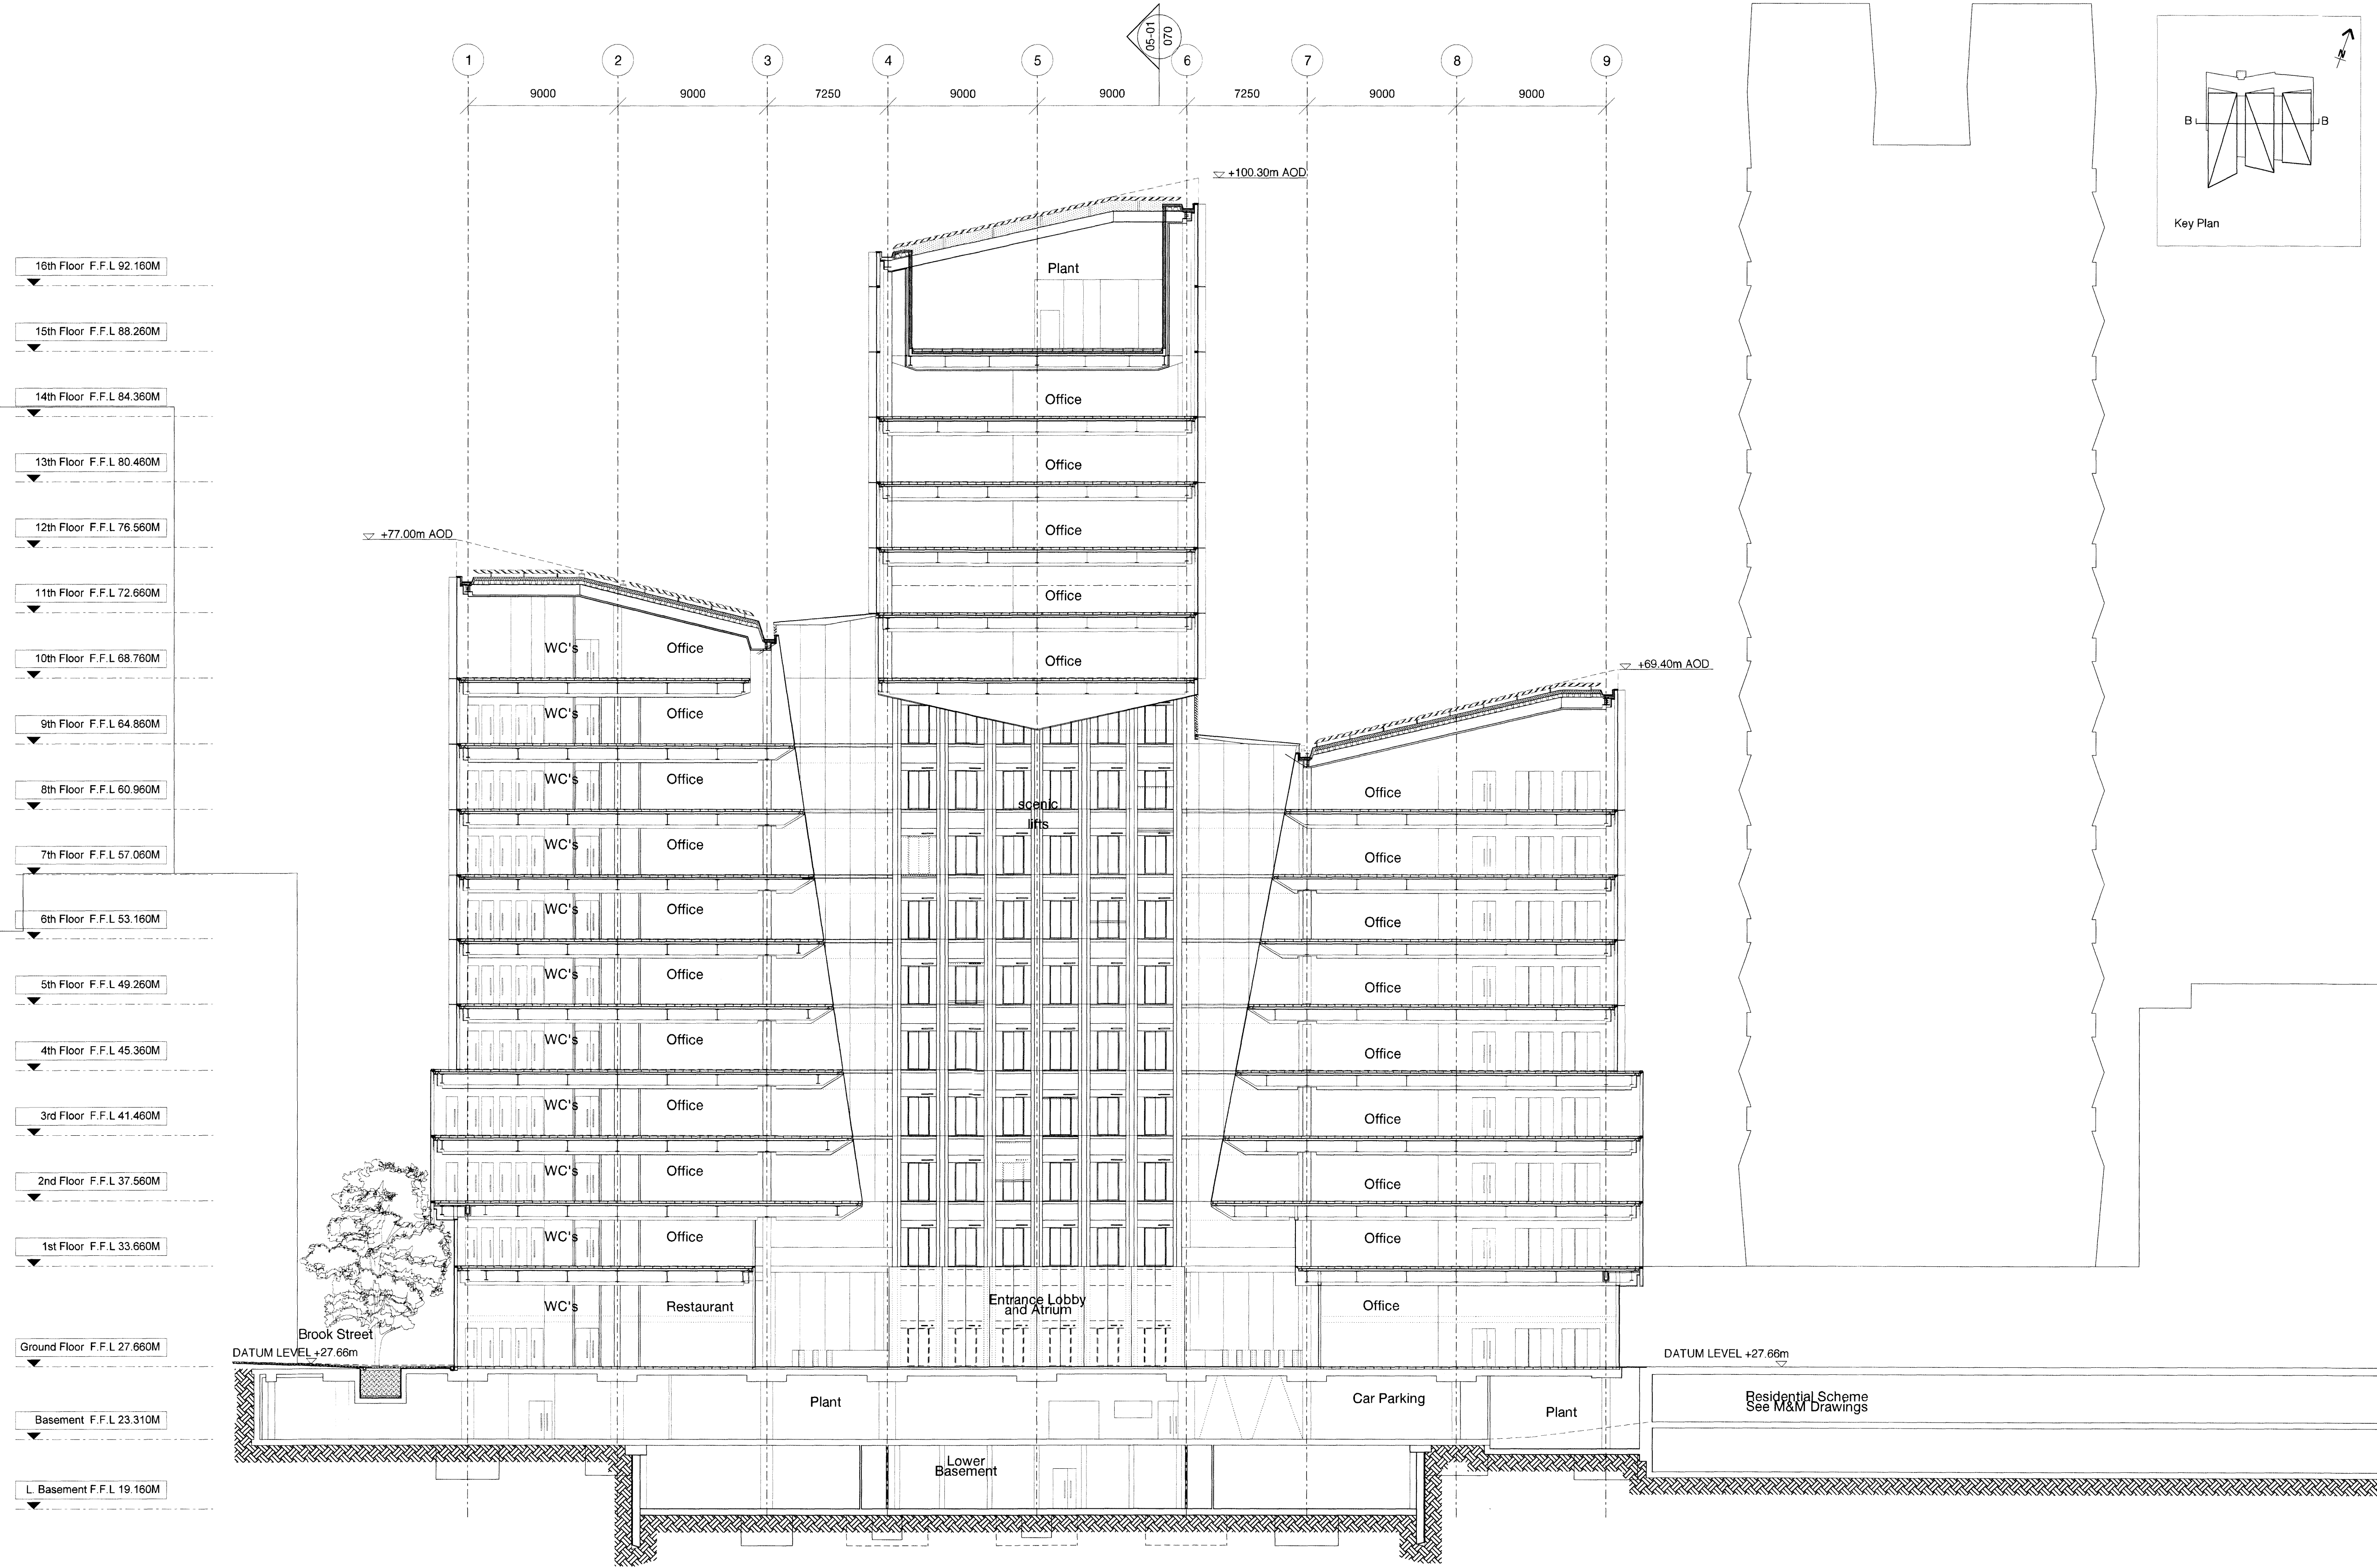 05-01
070
1
2
3
4
5
6
7
8
9
9000
9000
7250
9000
9000
7250
9000
9000
N
B
B
Key Plan
+100.30m AOD
16th Floor F.F.L 92.160M
Plant
15th Floor F.F.L 88.260M
14th Floor F.F.L 84.360M
Office
13th Floor F.F.L 80.460M
Office
12th Floor F.F.L 76.560M
+77.00m AOD
Office
11th Floor F.F.L 72.660M
Office
10th Floor F.F.L 68.760M
WC's
Office
Office
+69.40m AOD
9th Floor F.F.L 64.860M
WC's
Office
8th Floor F.F.L 60.960M
WC's
Office
scenic
lifts
Office
7th Floor F.F.L 57.060M
WC's
Office
Office
6th Floor F.F.L 53.160M
WC's
Office
Office
5th Floor F.F.L 49.260M
WC's
Office
Office
4th Floor F.F.L 45.360M
WC's
Office
Office
3rd Floor F.F.L 41.460M
WC's
Office
Office
2nd Floor F.F.L 37.560M
WC's
Office
Office
1st Floor F.F.L 33.660M
WC's
Office
Office
WC's
Restaurant
Entrance Lobby
and Atrium
Office
Brook Street
Ground Floor F.F.L 27.660M
DATUM LEVEL +27.66m
DATUM LEVEL +27.66m
Basement F.F.L 23.310M
Plant
Car Parking
Plant
Residential Scheme
See M&M Drawings
Lower
Basement
L. Basement F.F.L 19.160M